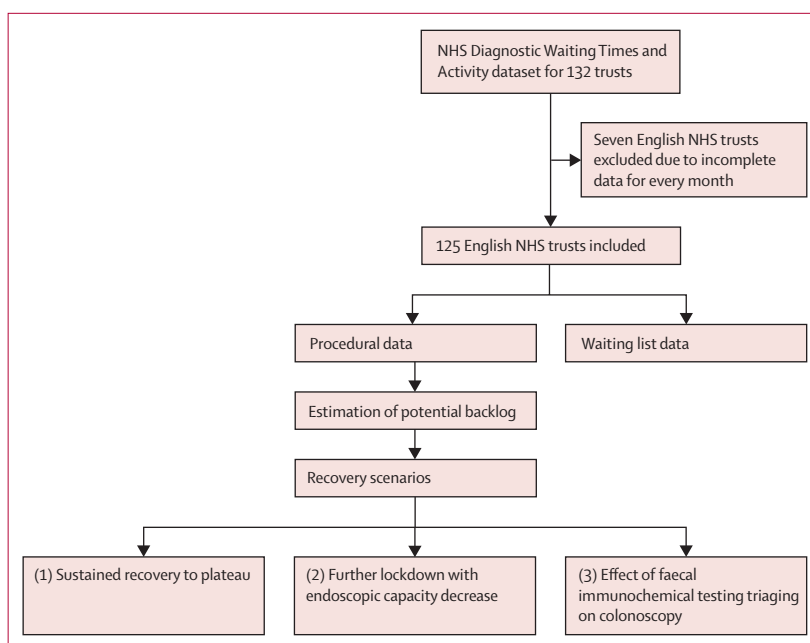 NHS Diagnostic Waiting Times and
Activity dataset for 132 trusts
Seven English NHS trusts
excluded due to incomplete
data for every month
125 English NHS trusts included
Procedural data
Waiting list data
Estimation of potential backlog
Recovery scenarios
(1) Sustained recovery to plateau
(2) Further lockdown with
endoscopic capacity decrease
(3) Effect of faecal
immunochemical testing triaging
on colonoscopy